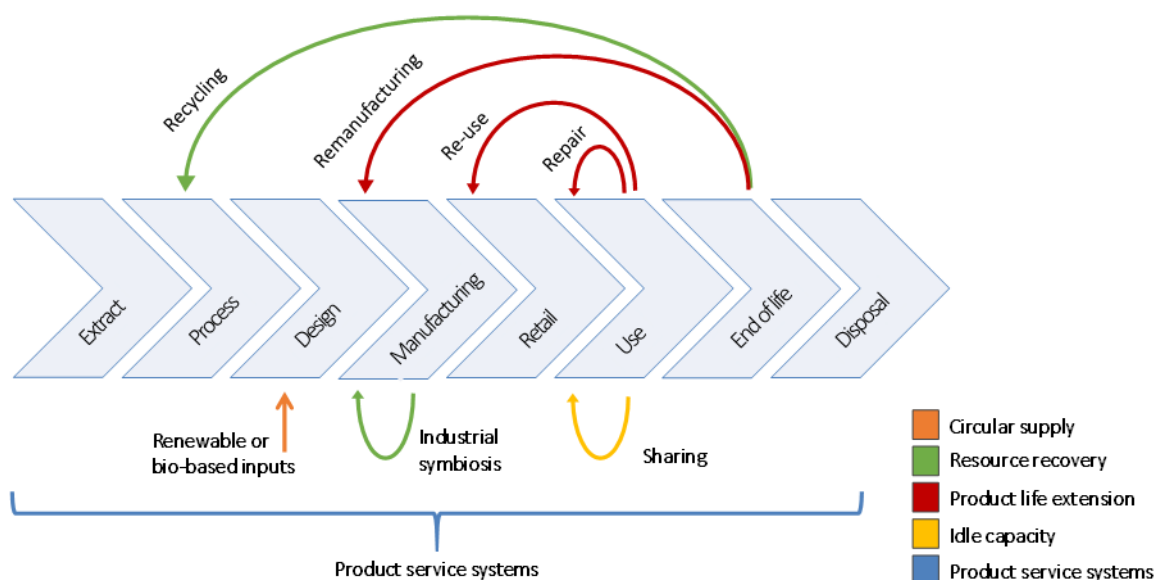 Recycling
Remanufacturing
Re-use
Repair
Extract
Process
Design
Manufacturing
Retail
Use
End of life
Disposal
Renewable or
bio-based inputs
Industrial
symbiosis
Sharing
Product service systems
Circular supply
Resource recovery
Product life extension
Idle capacity
Product service systems